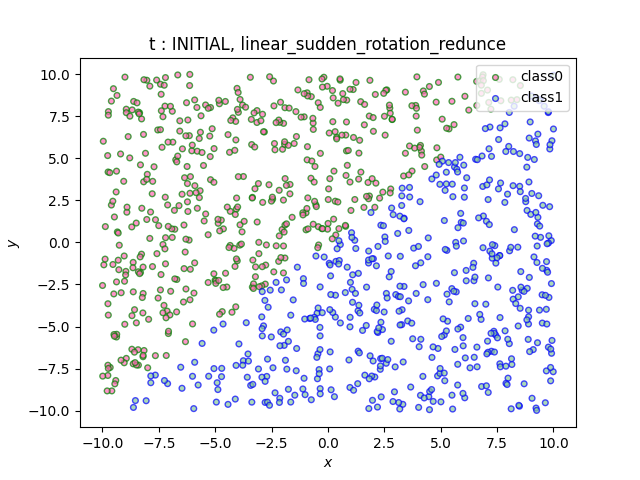 t : INITIAL, linear_sudden_rotation_redunce
class0
class1
10.0
7.5
5.0
2.5
0.0
−2.5
−5.0
−7.5
−10.0
y
−10.0 −7.5 −5.0 −2.5 0.0 2.5 5.0 7.5 10.0
x